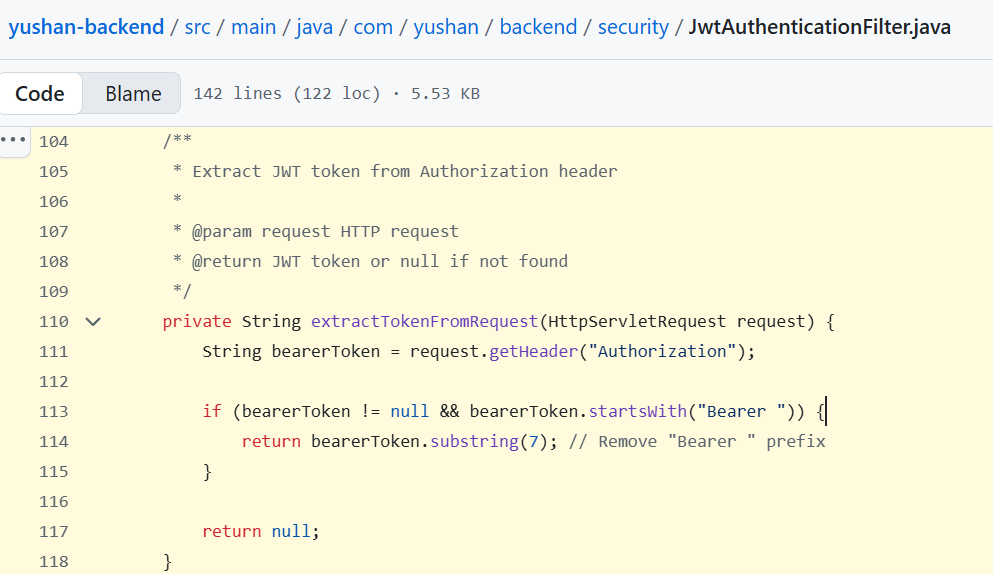 yushan-backend / src / main / java / com / yushan / backend / security / JwtAuthenticationFilter.java
Code Blame 142 lines (122 loc) · 5.53 KB
104 /**
105  * Extract JWT token from Authorization header
106  *
107  * @param request HTTP request
108  * @return JWT token or null if not found
109  */
110 private String extractTokenFromRequest(HttpServletRequest request) {
111     String bearerToken = request.getHeader("Authorization");
112
113     if (bearerToken != null && bearerToken.startsWith("Bearer ")) {
114         return bearerToken.substring(7); // Remove "Bearer " prefix
115     }
116
117     return null;
118 }